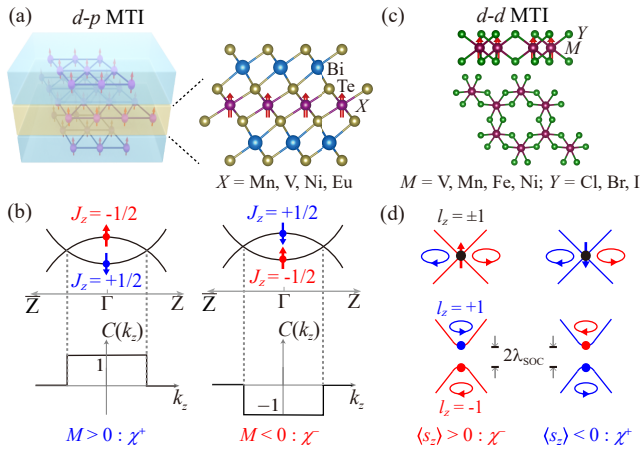 (a)
d-p MTI
Bi
Te
X
X = Mn, V, Ni, Eu
(c)
d-d MTI
Y
M
M = V, Mn, Fe, Ni; Y = Cl, Br, I
(b)
J_z = -1/2
J_z = +1/2
Z̅ Γ Z
C(k_z)
1
k_z
M > 0 : χ⁺
J_z = +1/2
J_z = -1/2
Z̅ Γ Z
C(k_z)
−1
k_z
M < 0 : χ⁻
(d)
l_z = ±1
l_z = +1
2λ_SOC
l_z = -1
⟨s_z⟩ > 0 : χ⁻
⟨s_z⟩ < 0 : χ⁺